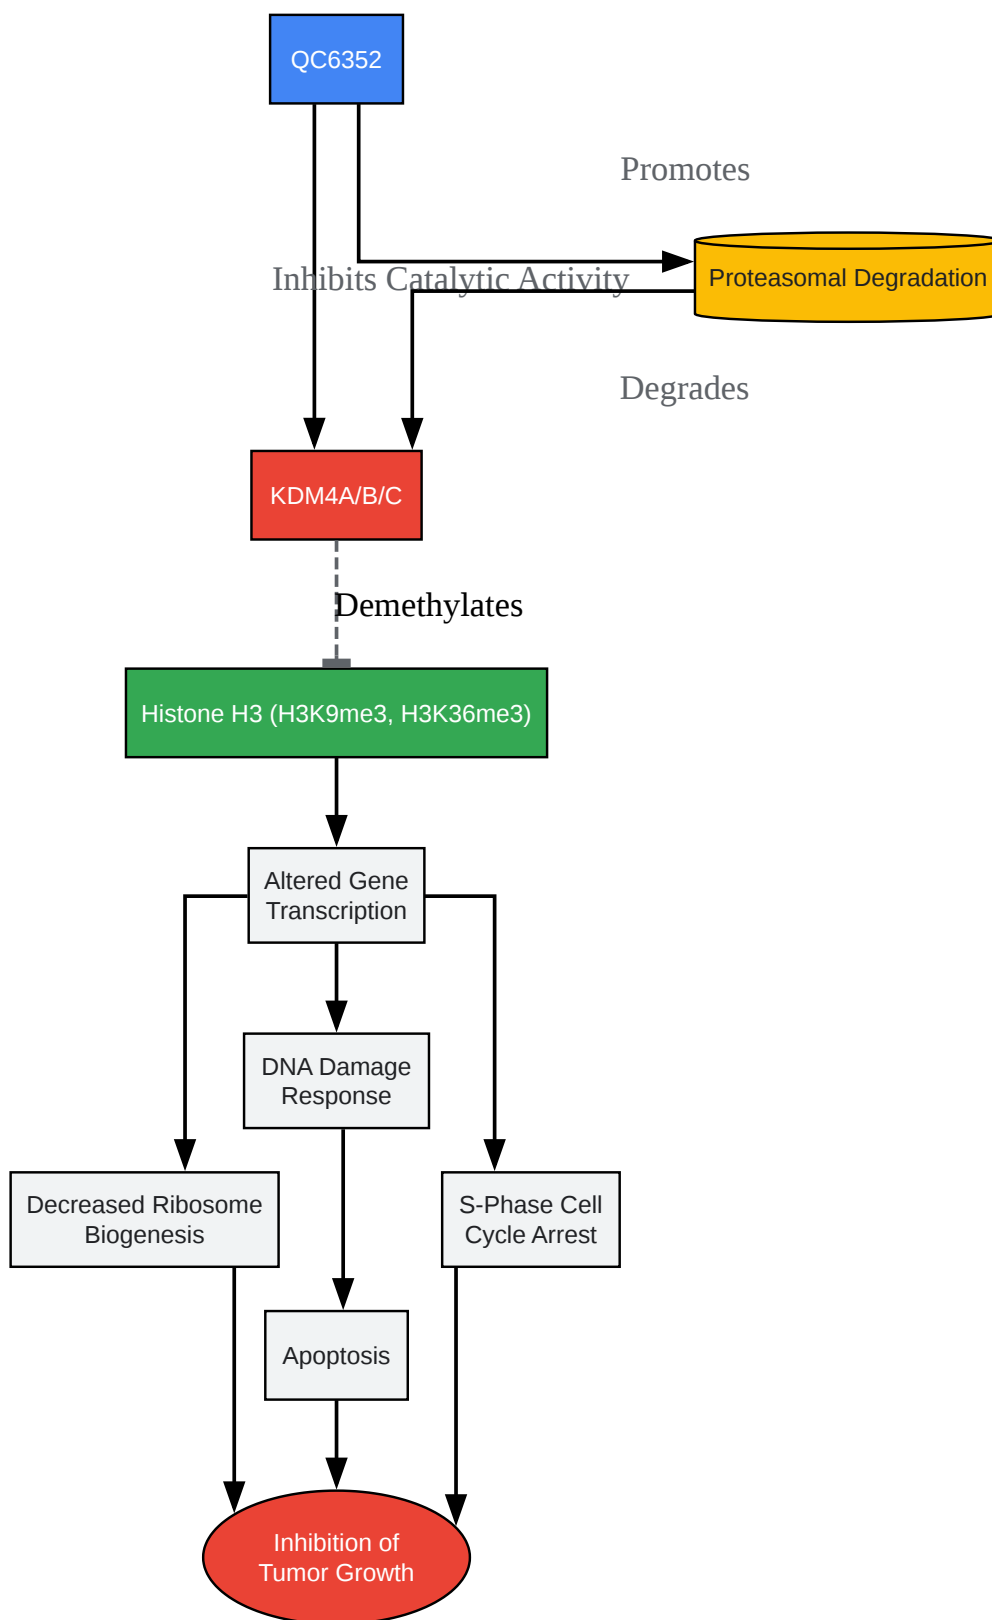 QC6352
Promotes
Inhibits Catalytic Activity
Proteasomal Degradation
Degrades
KDM4A/B/C
Demethylates
Histone H3 (H3K9me3, H3K36me3)
Altered Gene
Transcription
DNA Damage
Response
Decreased Ribosome
Biogenesis
S-Phase Cell
Cycle Arrest
Apoptosis
Inhibition of
Tumor Growth